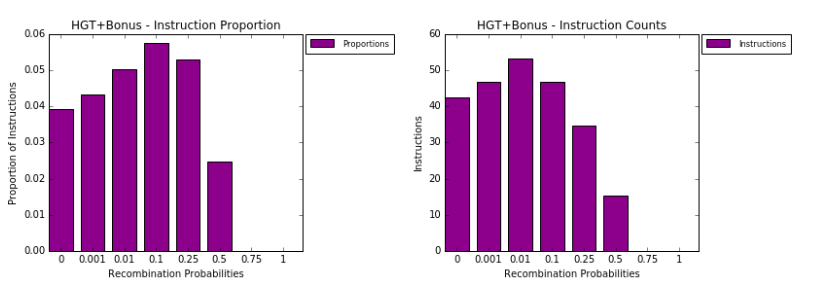 HGT+Bonus - Instruction Proportion
Proportion of Instructions
0.06
0.05
0.04
0.03
0.02
0.01
0.00
0 0.001 0.01 0.1 0.25 0.5 0.75 1
Recombination Probabilities
Proportions
HGT+Bonus - Instruction Counts
Instructions
60
50
40
30
20
10
0
0 0.001 0.01 0.1 0.25 0.5 0.75 1
Recombination Probabilities
Instructions